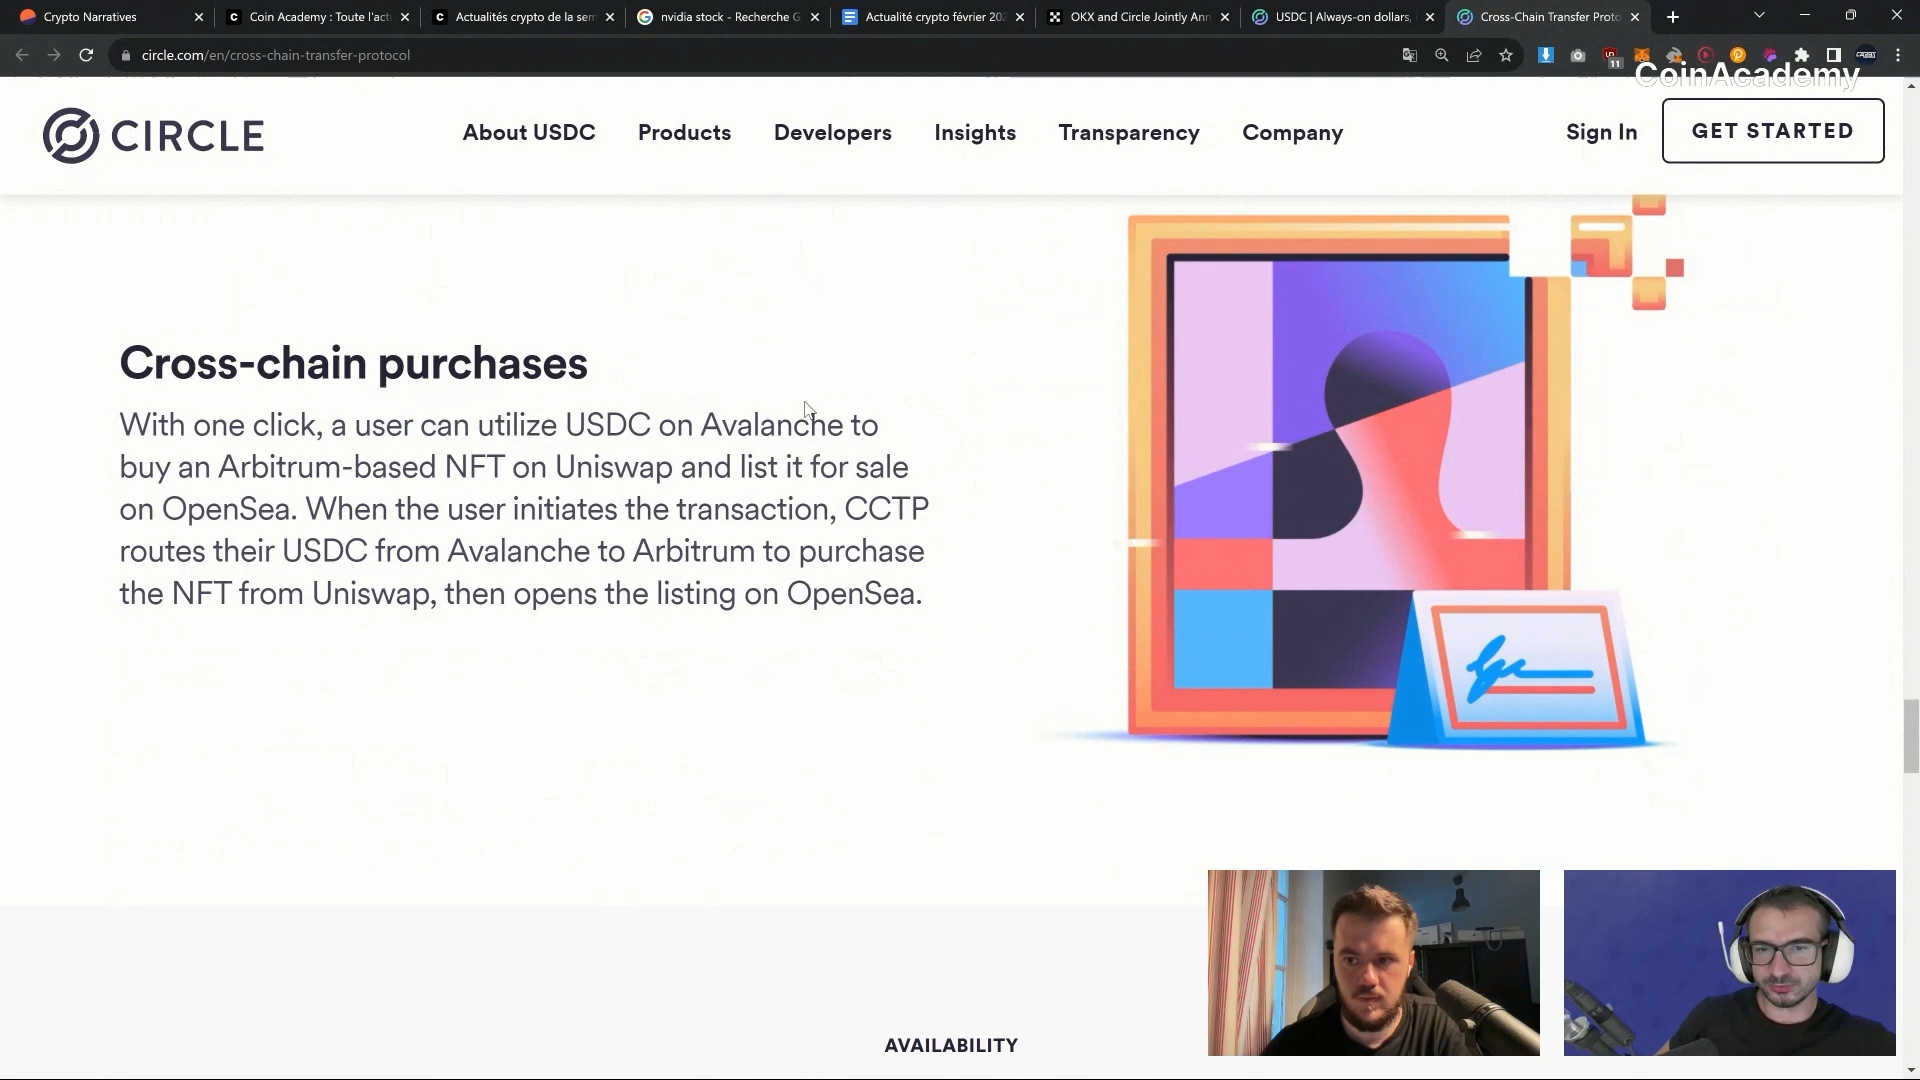 Crypto Narratives
Coin Academy : Toute l'actu
Actualités crypto de la sem
nvidia stock - Recherche G
Actualité crypto février 202
OKX and Circle Jointly Ann
USDC | Always-on dollars,
Cross-Chain Transfer Proto
circle.com/en/cross-chain-transfer-protocol
11
CoinAcademy
CIRCLE
About USDC
Products
Developers
Insights
Transparency
Company
Sign In
GET STARTED
Cross-chain purchases
With one click, a user can utilize USDC on Avalanche to
buy an Arbitrum-based NFT on Uniswap and list it for sale
on OpenSea. When the user initiates the transaction, CCTP
routes their USDC from Avalanche to Arbitrum to purchase
the NFT from Uniswap, then opens the listing on OpenSea.
AVAILABILITY